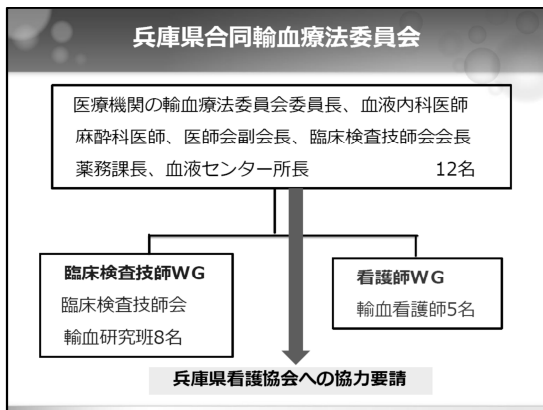 兵庫県合同輸血療法委員会
医療機関の輸血療法委員会委員長、血液内科医師
麻酔科医師、医師会副会長、臨床検査技師会会長
薬務課長、血液センター所長 12名
臨床検査技師WG
臨床検査技師会
輸血研究班8名
看護師WG
輸血看護師5名
兵庫県看護協会への協力要請